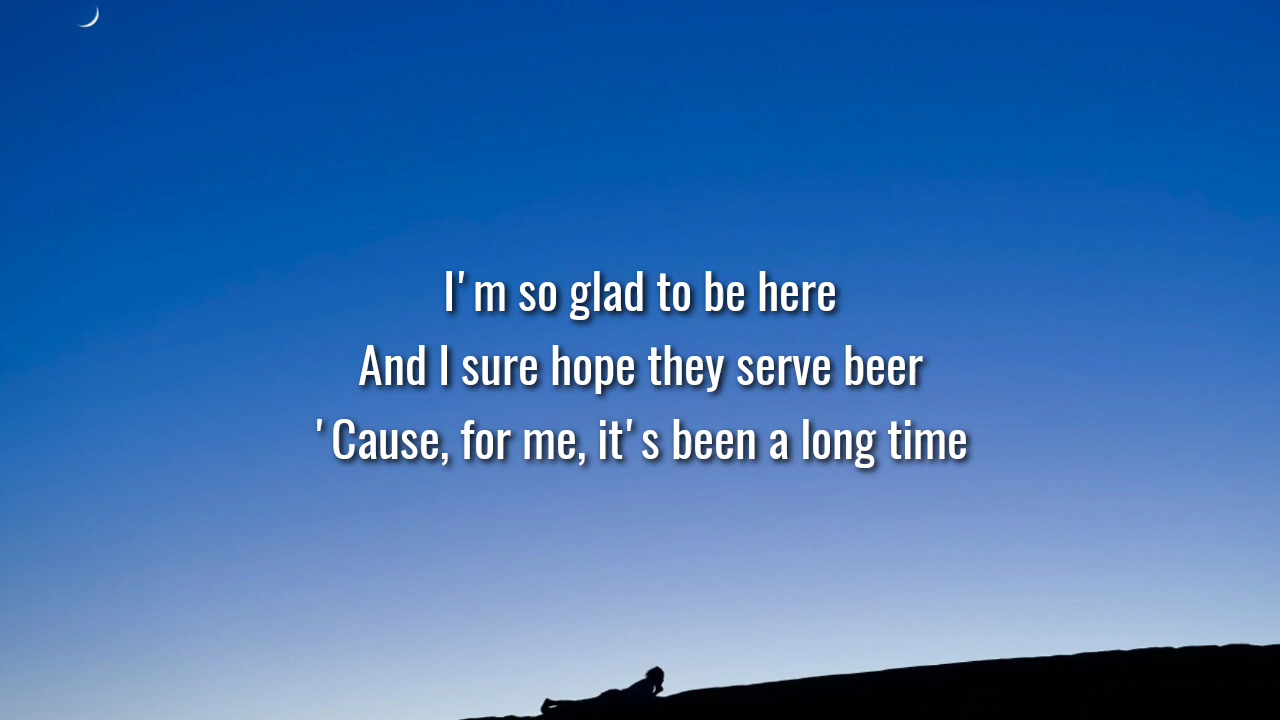 I'm so glad to be here
And I sure hope they serve beer
'Cause, for me, it's been a long time